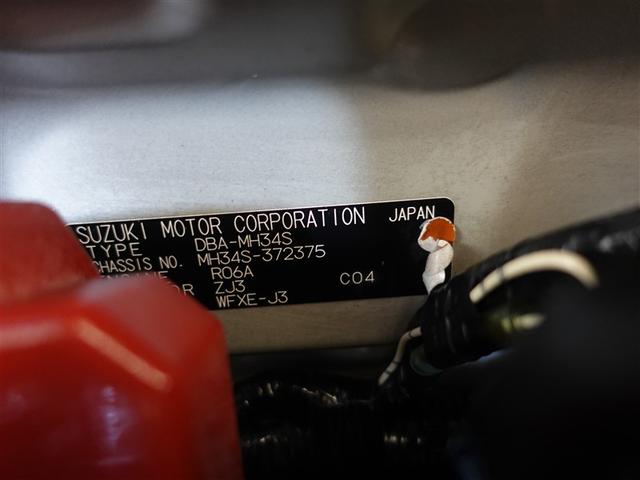 SUZUKI MOTOR CORPORATION JAPAN
TYPE DBA-MH34S
CHASSIS NO. MH34S-372375
R06A
ZJ3 C04
WFXE-J3